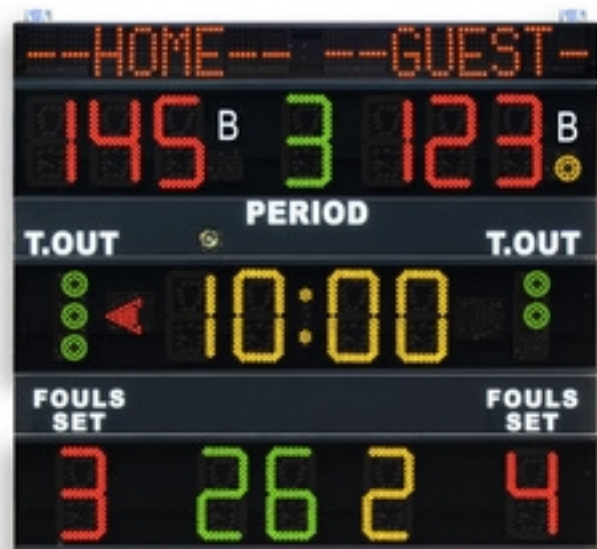 --HOME-- --GUEST-
145 B 3 123 B
PERIOD
T.OUT T.OUT
10:00
FOULS SET FOULS SET
3 26 2 4